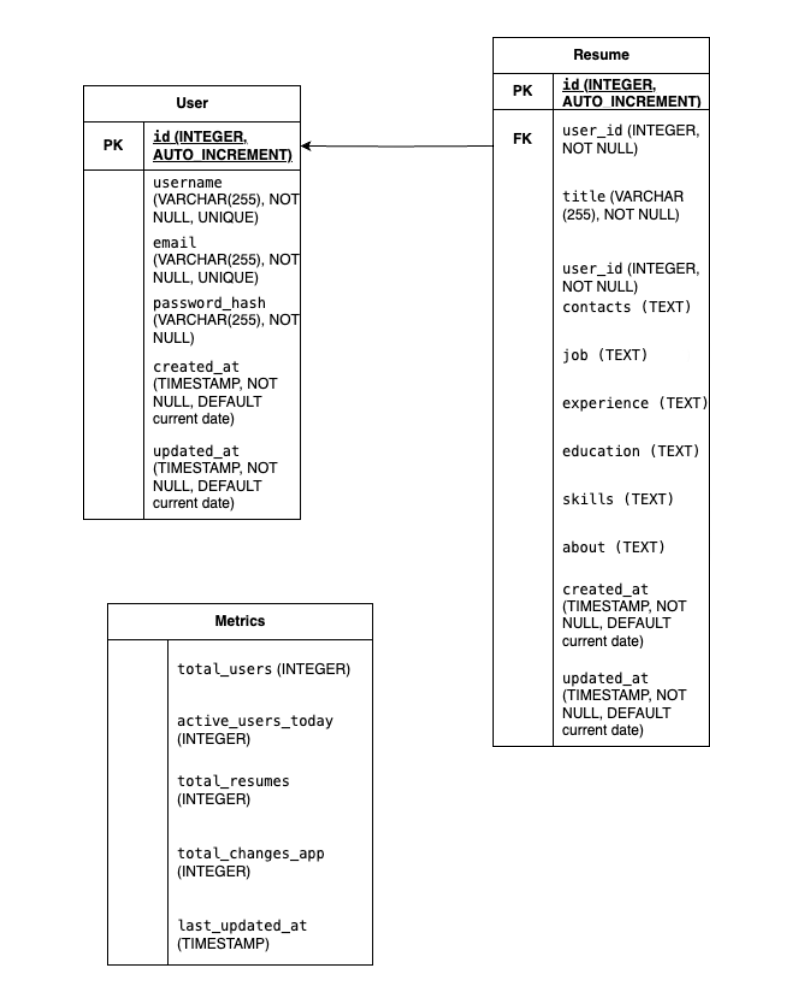 User
PK
id (INTEGER,
AUTO_INCREMENT)
username
(VARCHAR(255), NOT
NULL, UNIQUE)
email
(VARCHAR(255), NOT
NULL, UNIQUE)
password_hash
(VARCHAR(255), NOT
NULL)
created_at
(TIMESTAMP, NOT
NULL, DEFAULT
current date)
updated_at
(TIMESTAMP, NOT
NULL, DEFAULT
current date)
Resume
PK
id (INTEGER,
AUTO_INCREMENT)
FK
user_id (INTEGER,
NOT NULL)
title (VARCHAR
(255), NOT NULL)
user_id (INTEGER,
NOT NULL)
contacts (TEXT)
job (TEXT)
experience (TEXT)
education (TEXT)
skills (TEXT)
about (TEXT)
created_at
(TIMESTAMP, NOT
NULL, DEFAULT
current date)
updated_at
(TIMESTAMP, NOT
NULL, DEFAULT
current date)
Metrics
total_users (INTEGER)
active_users_today
(INTEGER)
total_resumes
(INTEGER)
total_changes_app
(INTEGER)
last_updated_at
(TIMESTAMP)